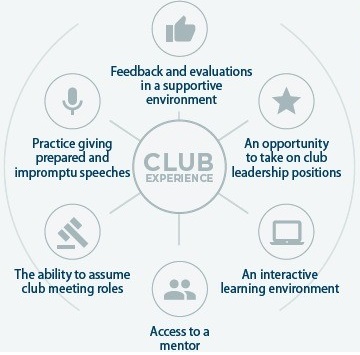 Feedback and evaluations
in a supportive
environment
Practice giving
prepared and
impromptu speeches
An opportunity
to take on club
leadership positions
CLUB
EXPERIENCE
The ability to assume
club meeting roles
An interactive
learning environment
Access to a
mentor